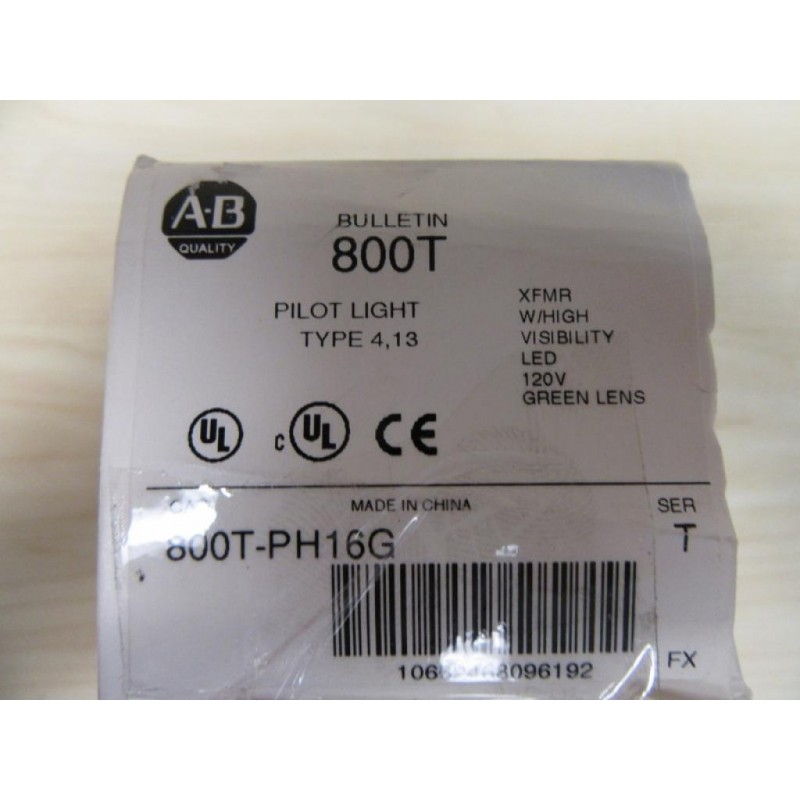 A-B
QUALITY
BULLETIN
800T
PILOT LIGHT
TYPE 4,13
XFMR
W/HIGH
VISIBILITY
LED
120V
GREEN LENS
UL
c UL CE
MADE IN CHINA
SER
800T-PH16G
T
FX